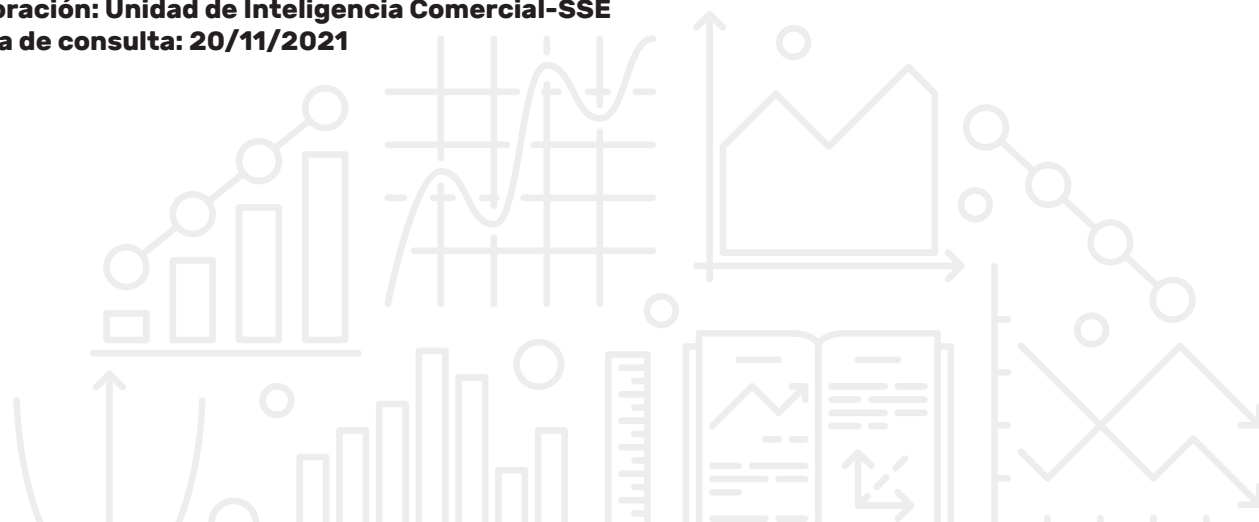 oración: Unidad de Inteligencia Comercial-SSE
a de consulta: 20/11/2021